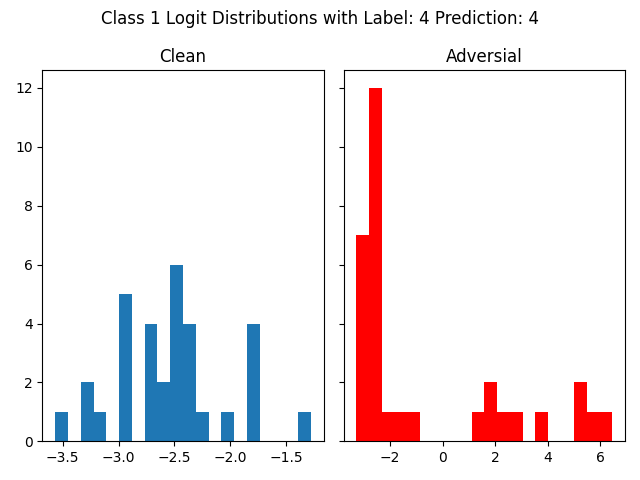 Class 1 Logit Distributions with Label: 4 Prediction: 4
Clean
Adversial
12
10
8
6
4
2
0
−3.5 −3.0 −2.5 −2.0 −1.5
−2 0 2 4 6